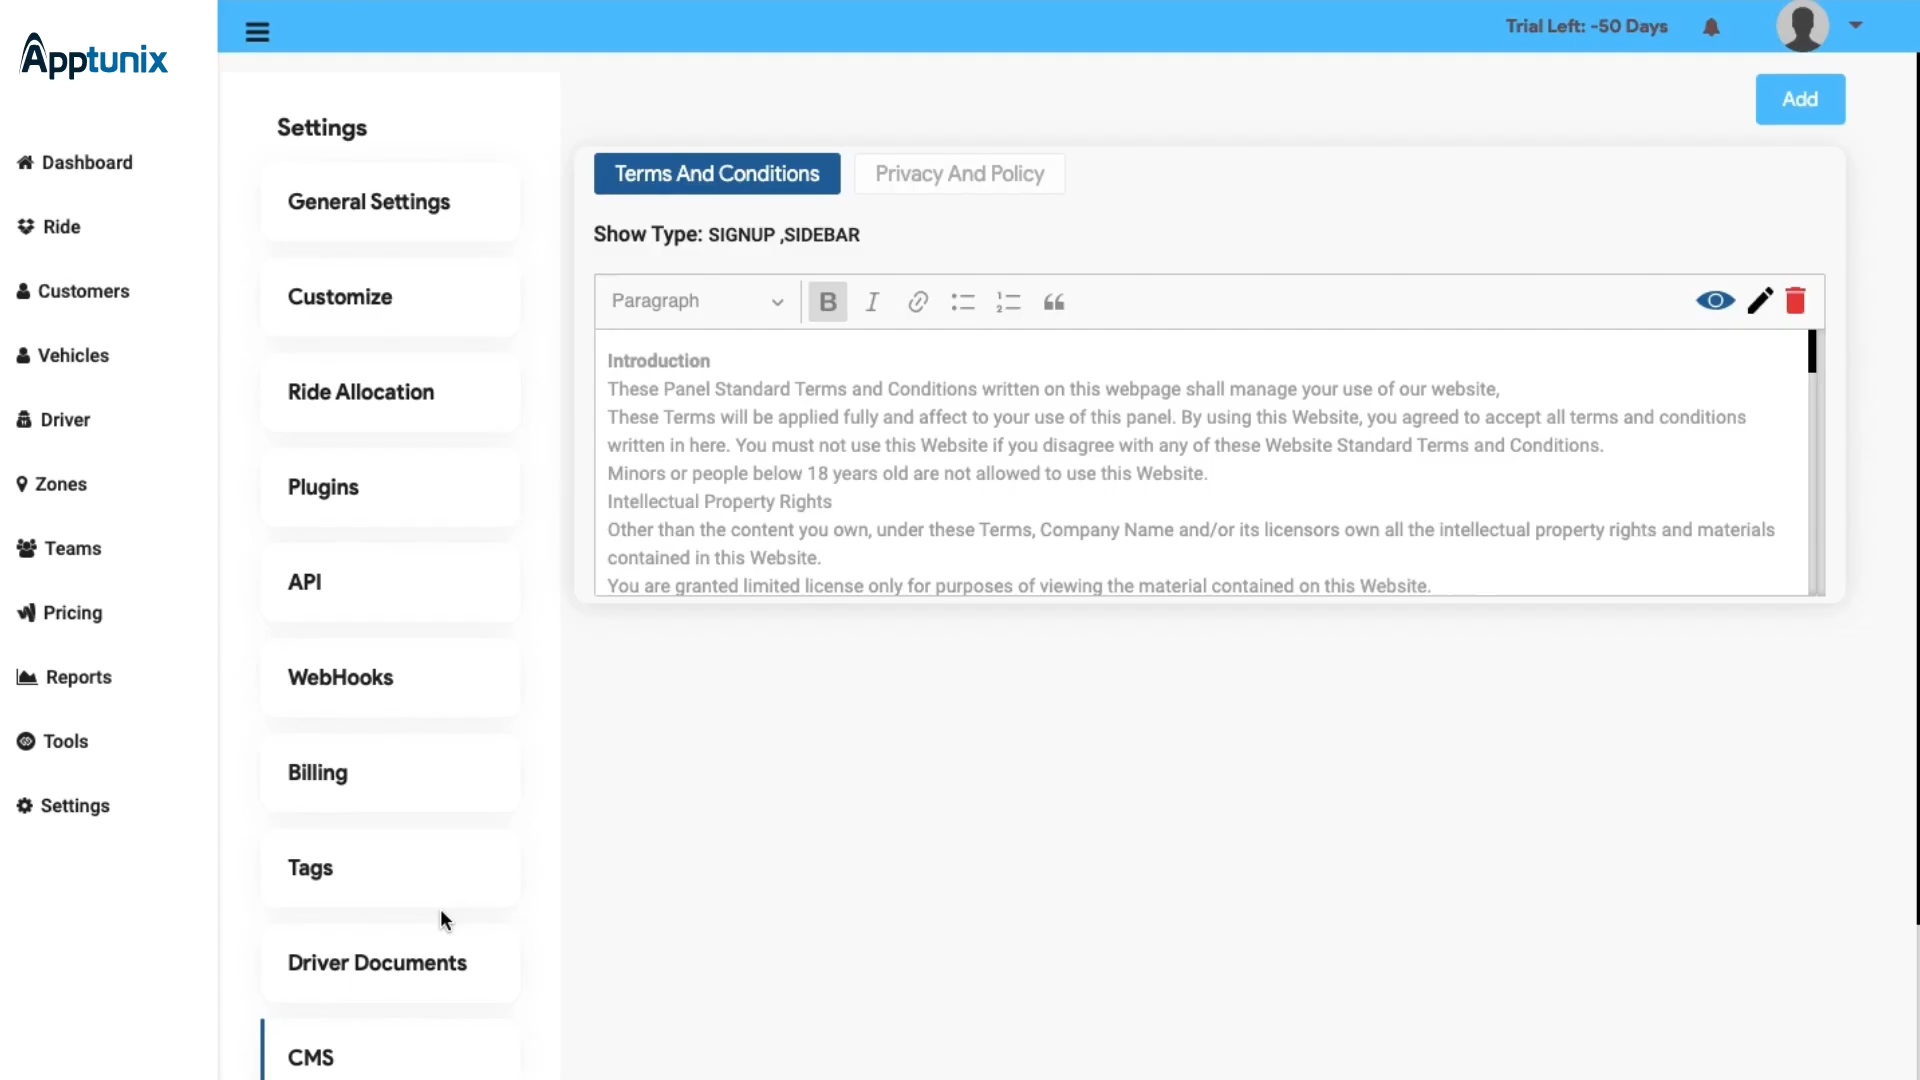 Apptunix
Trial Left: -50 Days
Dashboard
Ride
Customers
Vehicles
Driver
Zones
Teams
Pricing
Reports
Tools
Settings
Settings
General Settings
Customize
Ride Allocation
Plugins
API
WebHooks
Billing
Tags
Driver Documents
CMS
Add
Terms And Conditions
Privacy And Policy
Show Type: SIGNUP ,SIDEBAR
Paragraph
Introduction
These Panel Standard Terms and Conditions written on this webpage shall manage your use of our website,
These Terms will be applied fully and affect to your use of this panel. By using this Website, you agreed to accept all terms and conditions
written in here. You must not use this Website if you disagree with any of these Website Standard Terms and Conditions.
Minors or people below 18 years old are not allowed to use this Website.
Intellectual Property Rights
Other than the content you own, under these Terms, Company Name and/or its licensors own all the intellectual property rights and materials
contained in this Website.
You are granted limited license only for purposes of viewing the material contained on this Website.